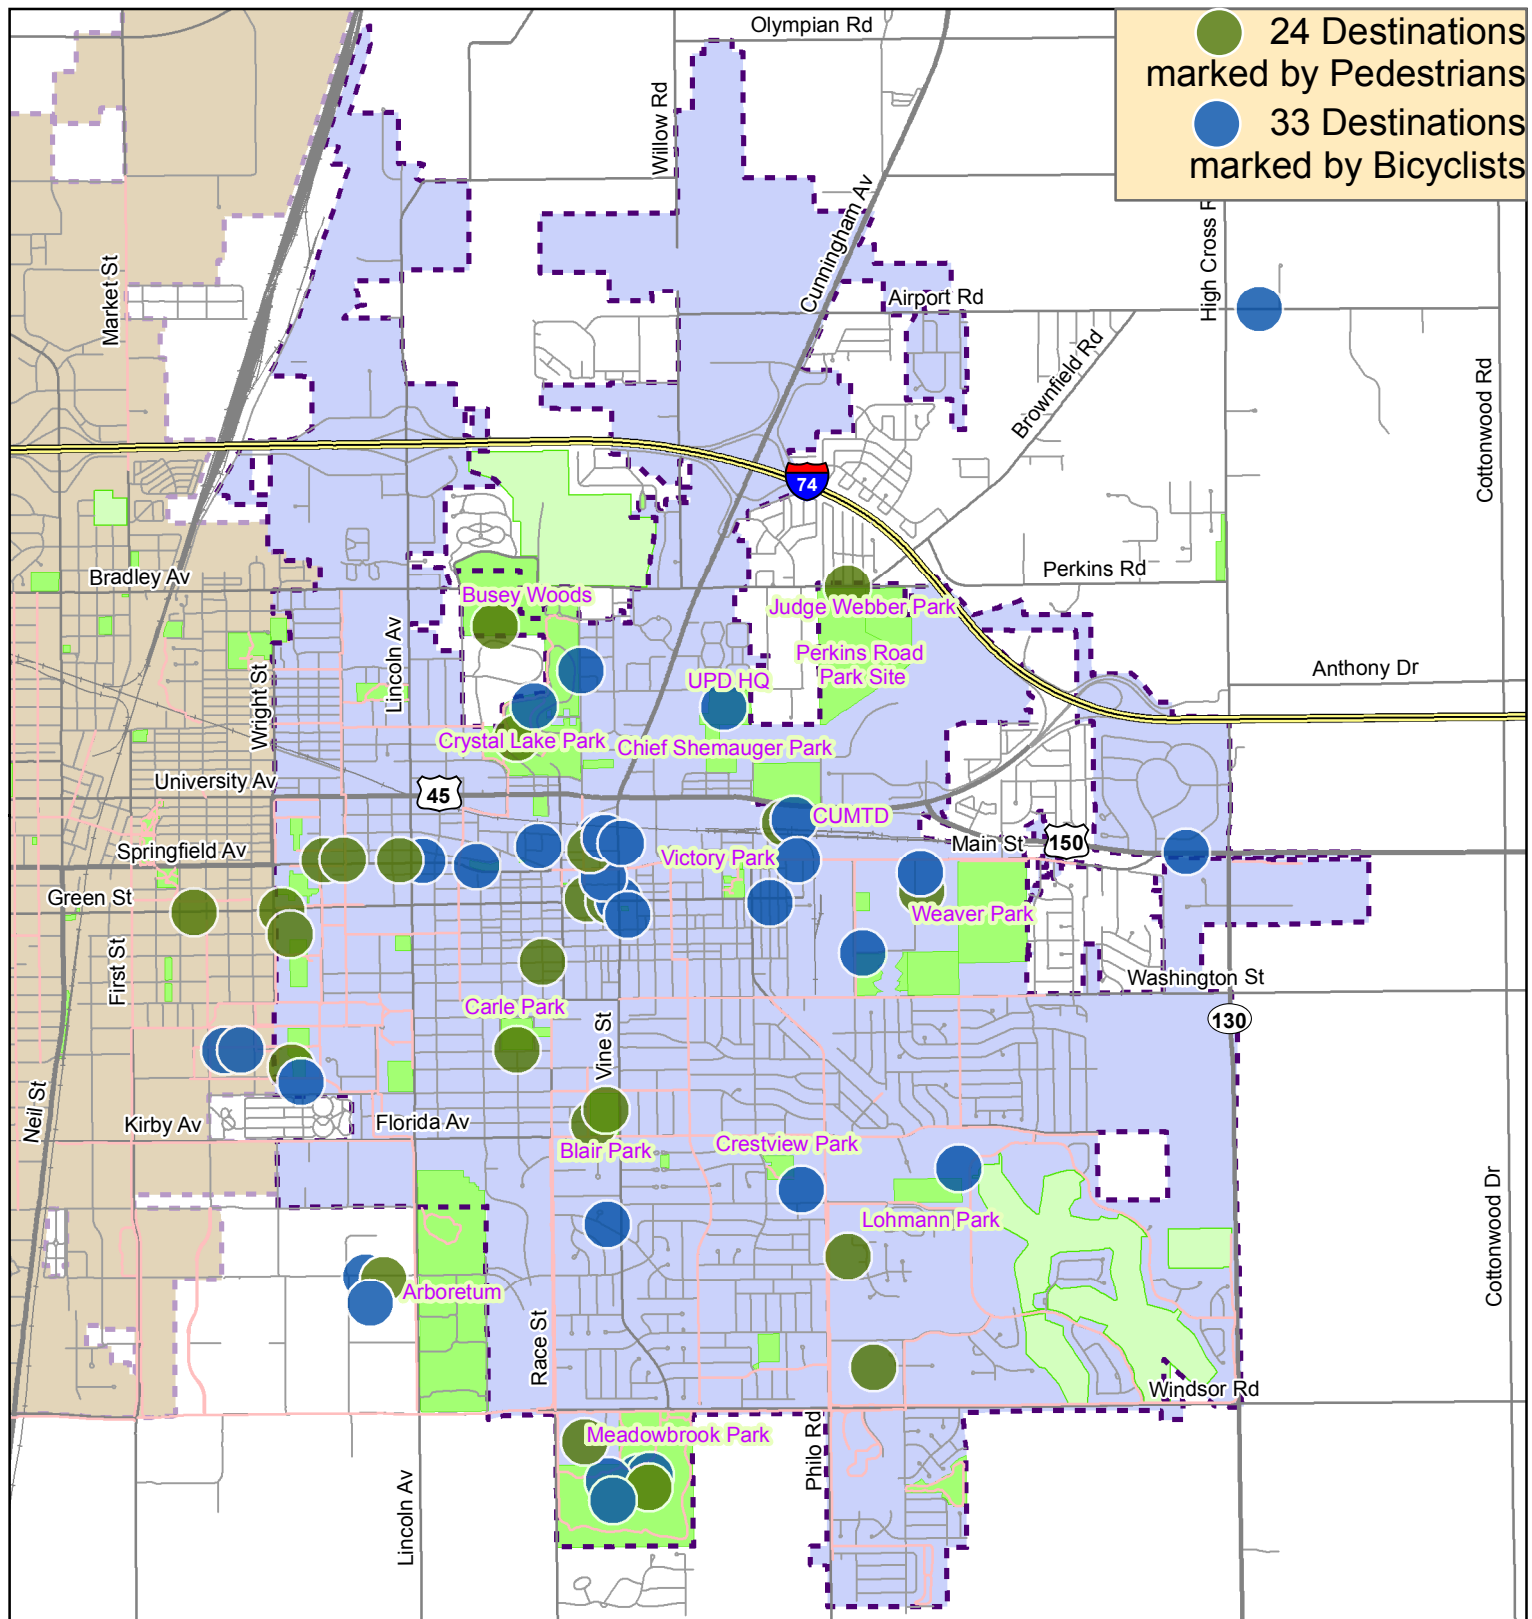 Olympian Rd
24 Destinations
marked by Pedestrians
33 Destinations
marked by Bicyclists
Willow Rd
Cunningham Av
High Cross R
Market St
Airport Rd
Brownfield Rd
Cottonwood Rd
74
Bradley Av
Perkins Rd
Busey Woods
Judge Webber Park
Lincoln Av
Wright St
Perkins Road
Park Site
Anthony Dr
UPD HQ
Crystal Lake Park
Chief Shemauger Park
University Av
45
CUMTD
Springfield Av
Victory Park
Main St
150
Green St
Weaver Park
First St
Washington St
Carle Park
130
Vine St
Neil St
Kirby Av
Florida Av
Blair Park
Crestview Park
Lohmann Park
Cottonwood Dr
Arboretum
Race St
Windsor Rd
Meadowbrook Park
Philo Rd
Lincoln Av